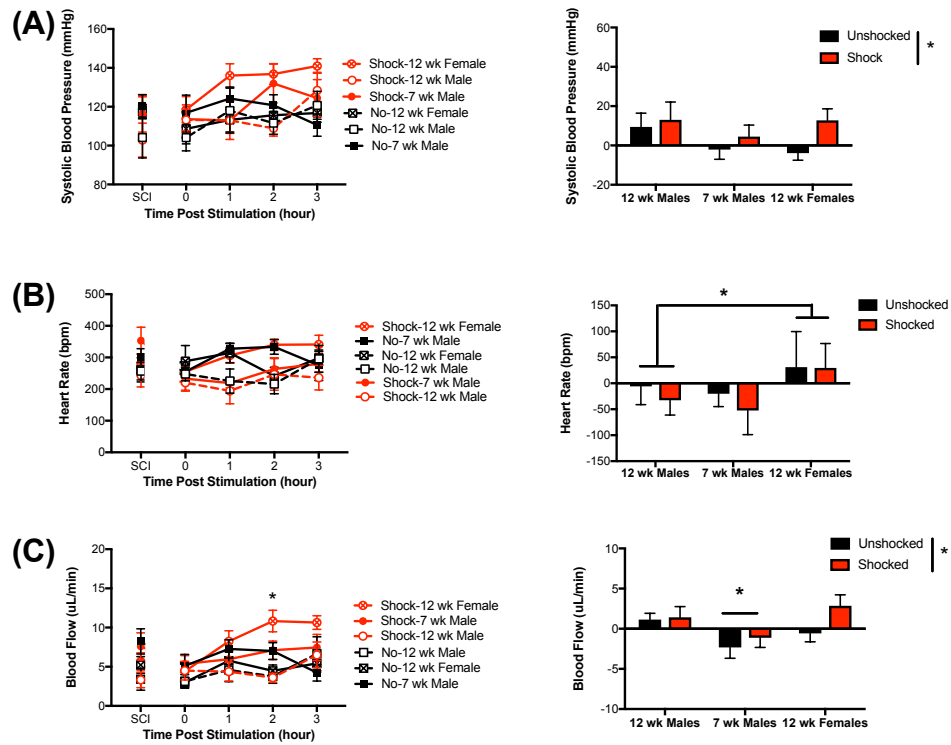 (A)
Systolic Blood Pressure (mmHg)
160
140
120
100
80
SCI 0 1 2 3
Time Post Stimulation (hour)
Shock-12 wk Female
Shock-12 wk Male
Shock-7 wk Male
No-12 wk Female
No-12 wk Male
No-7 wk Male
Systolic Blood Pressure (mmHg)
60
40
20
0
-20
12 wk Males 7 wk Males 12 wk Females
Unshocked
Shock
*
(B)
Heart Rate (bpm)
500
400
300
200
100
0
SCI 0 1 2 3
Time Post Stimulation (hour)
Shock-12 wk Female
No-7 wk Male
No-12 wk Female
No-12 wk Male
Shock-7 wk Male
Shock-12 wk Male
Heart Rate (bpm)
150
100
50
0
-50
-100
-150
*
12 wk Males 7 wk Males 12 wk Females
Unshocked
Shocked
(C)
Blood Flow (uL/min)
20
15
10
5
0
*
SCI 0 1 2 3
Time Post Stimulation (hour)
Shock-12 wk Female
Shock-7 wk Male
Shock-12 wk Male
No-12 wk Male
No-12 wk Female
No-7 wk Male
Blood Flow (uL/min)
10
5
0
-5
-10
*
12 wk Males 7 wk Males 12 wk Females
Unshocked
Shocked
*